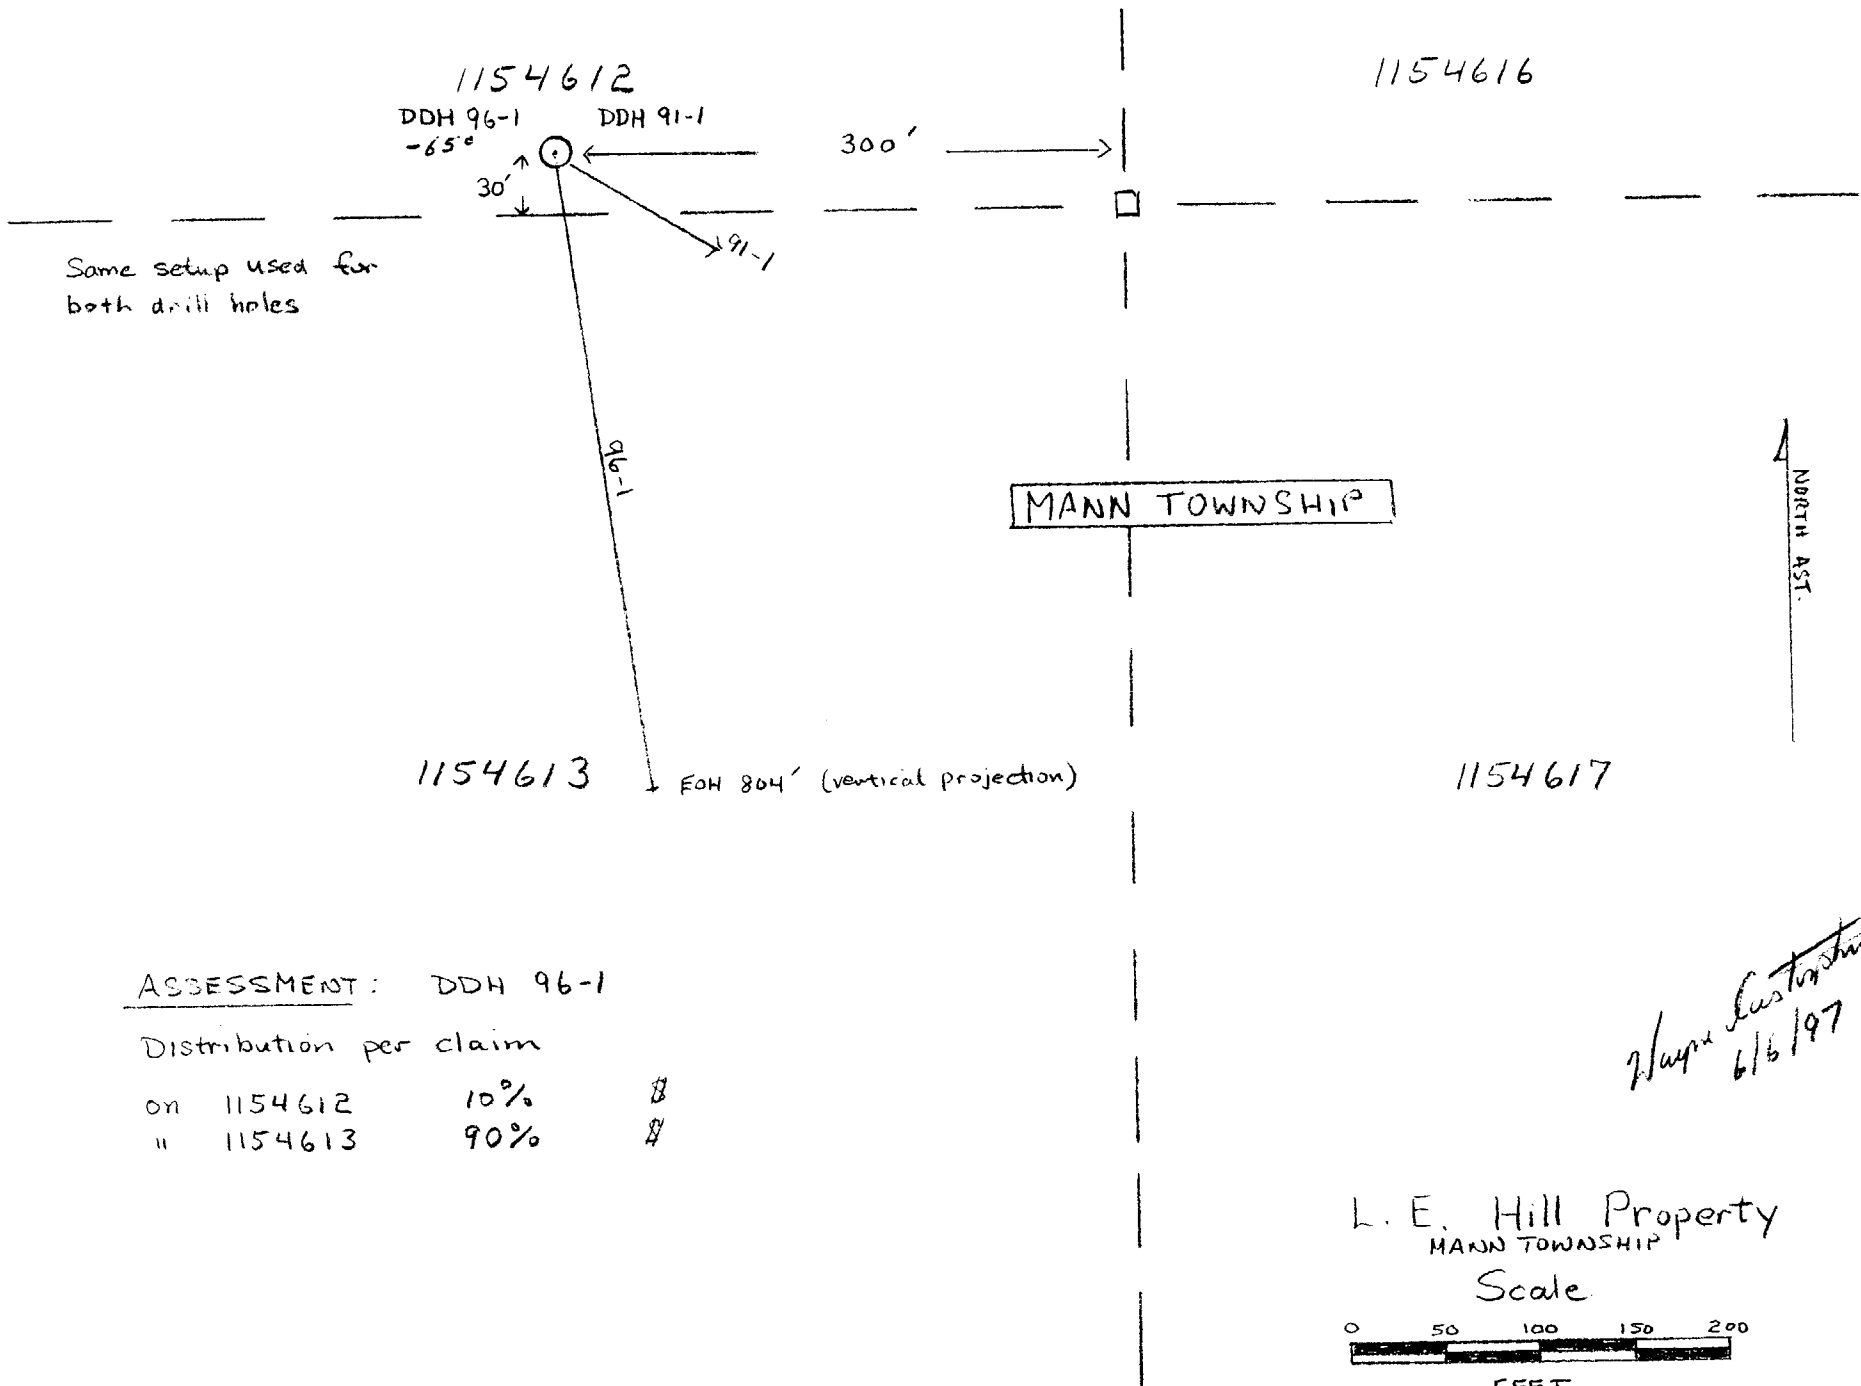 1154612
1154616
DDH 96-1 DDH 91-1
-65°
300'
30'
91-1
Same setup used for
both drill holes
96-1
MANN TOWNSHIP
NORTH AST.
1154613
EOH 804' (vertical projection)
1154617
ASSESSMENT: DDH 96-1
Distribution per claim
on 1154612 10% $
" 1154613 90% $
Wayne
6/6/97
L. E. Hill Property
MANN TOWNSHIP
Scale
0 50 100 150 200
FEET